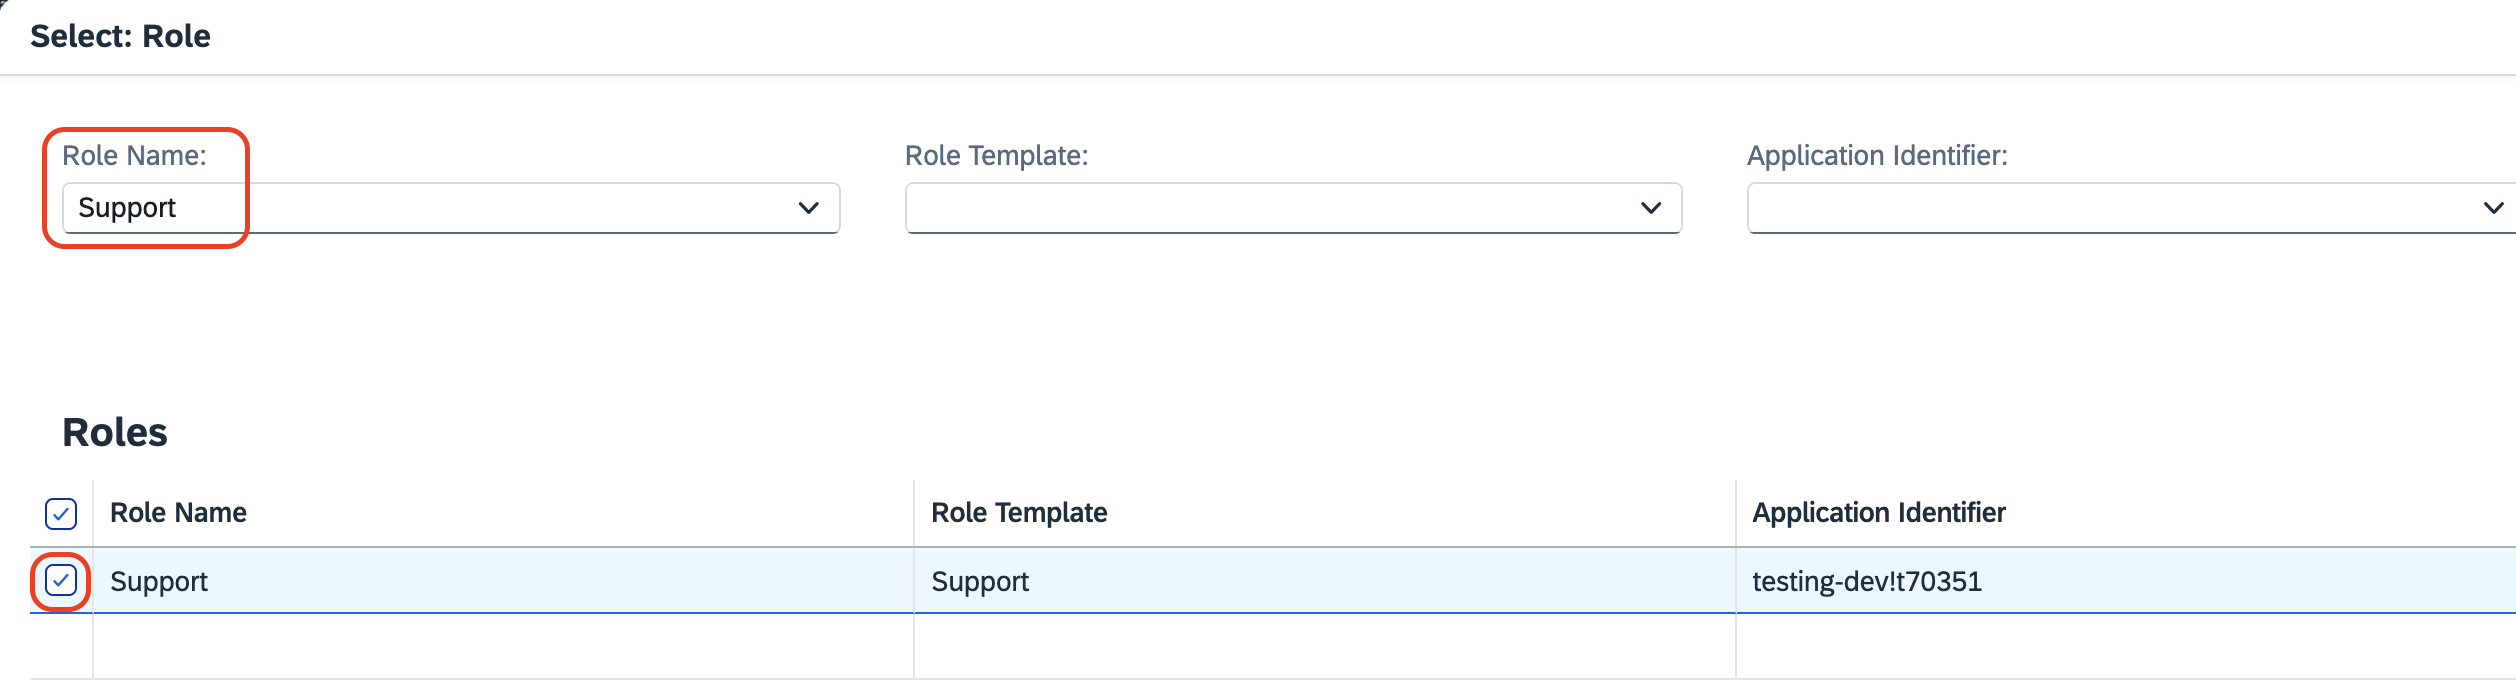 Select: Role
Role Name: Role Template: Application Identifier:
Support
Roles
Role Name Role Template Application Identifier
Support Support testing-dev!t70351